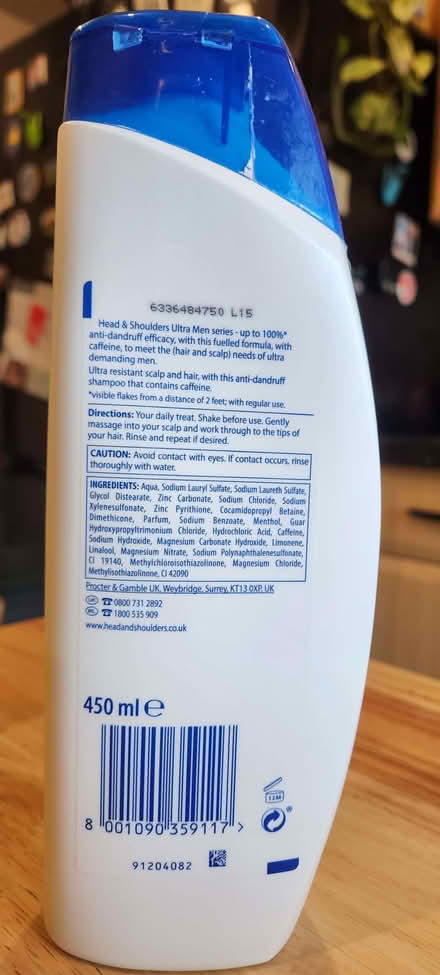 6336484750 L15
Head & Shoulders Ultra Men series - up to 100%*
anti-dandruff efficacy, with this fuelled formula, with
caffeine, to meet the (hair and scalp) needs of ultra
demanding men.
Ultra resistant scalp and hair, with this anti-dandruff
shampoo that contains caffeine.
*visible flakes from a distance of 2 feet; with regular use.
Directions: Your daily treat. Shake before use. Gently
massage into your scalp and work through to the tips of
your hair. Rinse and repeat if desired.
CAUTION: Avoid contact with eyes. If contact occurs, rinse
thoroughly with water.
INGREDIENTS: Aqua, Sodium Lauryl Sulfate, Sodium Laureth Sulfate,
Glycol Distearate, Zinc Carbonate, Sodium Chloride, Sodium
Xylenesulfonate, Zinc Pyrithione, Cocamidopropyl Betaine,
Dimethicone, Parfum, Sodium Benzoate, Menthol, Guar
Hydroxypropyltrimonium Chloride, Hydrochloric Acid, Caffeine,
Sodium Hydroxide, Magnesium Carbonate Hydroxide, Limonene,
Linalool, Magnesium Nitrate, Sodium Polynaphthalenesulfonate,
CI 19140, Methylchloroisothiazolinone, Magnesium Chloride,
Methylisothiazolinone, CI 42090
Procter & Gamble UK, Weybridge, Surrey, KT13 0XP, UK
UK ☎ 0800 731 2892
IRL ☎ 1800 535 909
www.headandshoulders.co.uk
450 ml ℮
8 001090 359117 >
12M
91204082